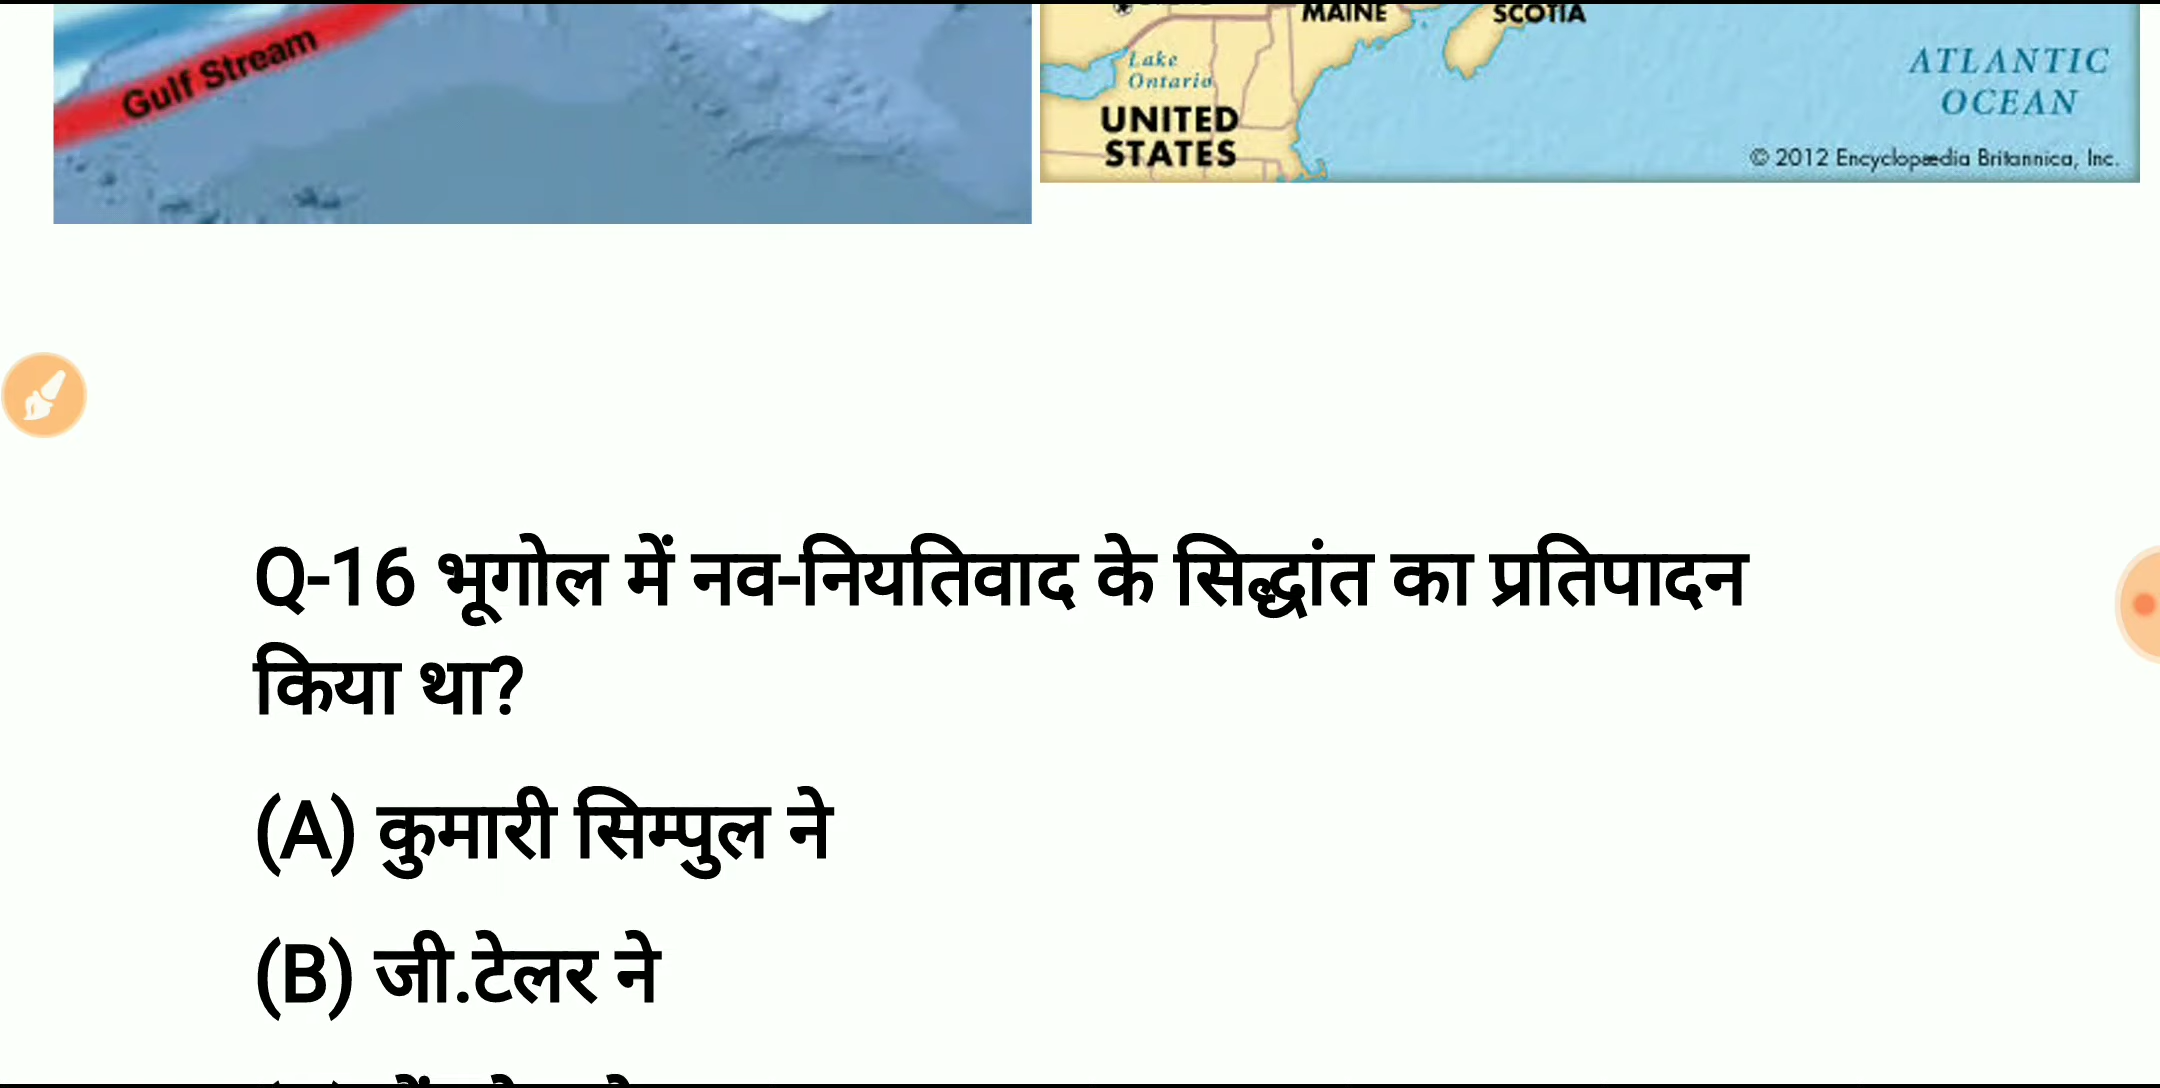 Gulf Stream
MAINE
SCOTIA
Lake
Ontario
UNITED
STATES
ATLANTIC
OCEAN
© 2012 Encyclopædia Britannica, Inc.
Q-16 भूगोल में नव-नियतिवाद के सिद्धांत का प्रतिपादन
किया था?
(A) कुमारी सिम्पुल ने
(B) जी.टेलर ने